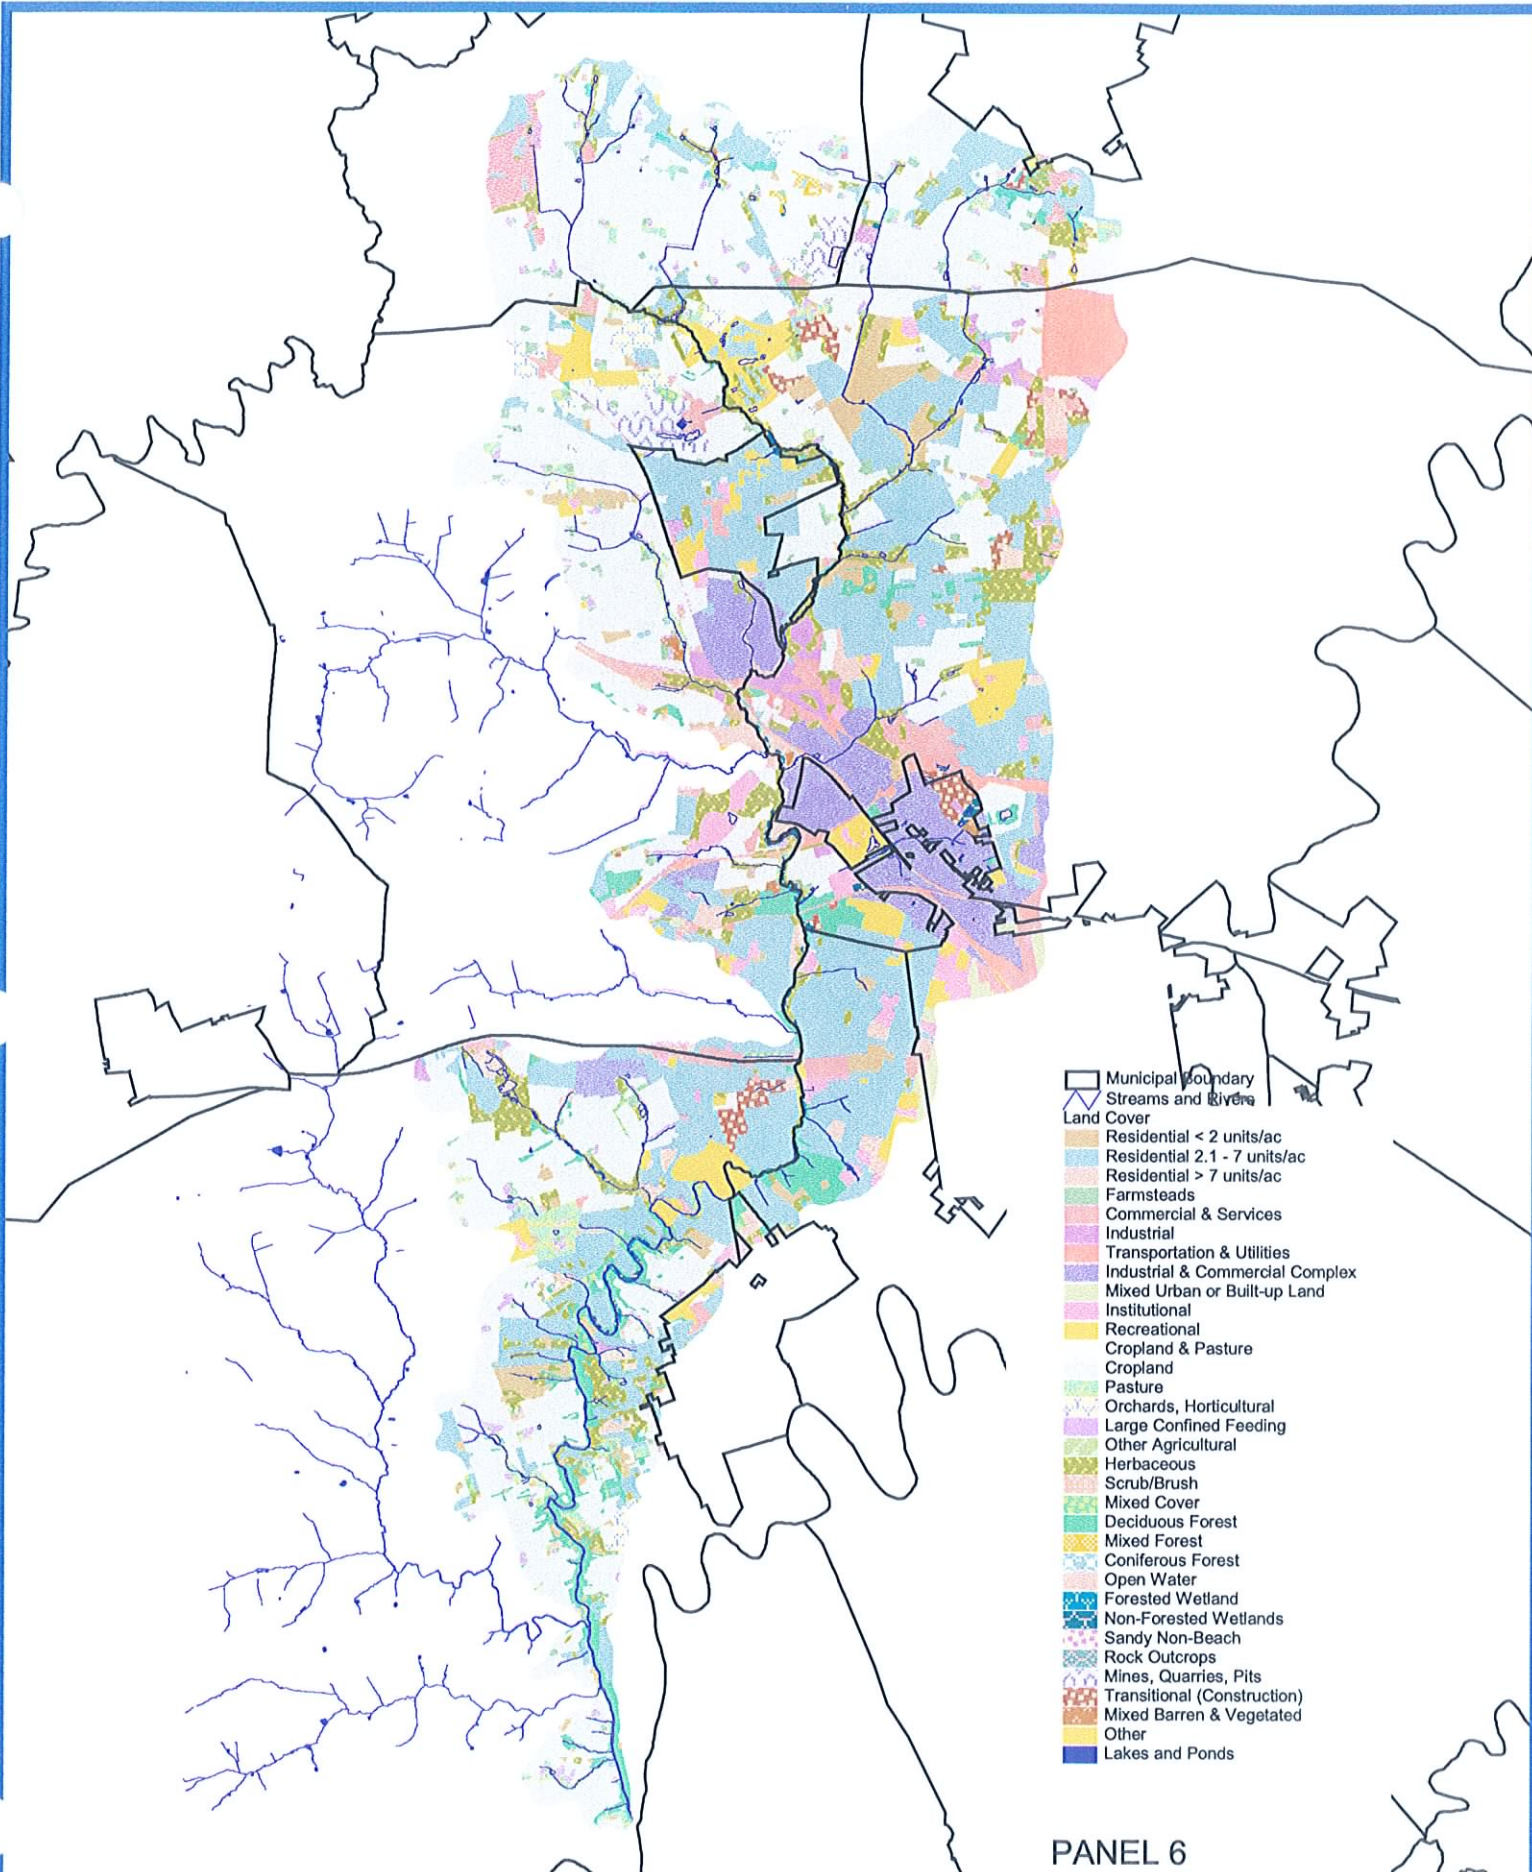 Municipal Boundary
Streams and Rivers
Land Cover
Residential < 2 units/ac
Residential 2.1 - 7 units/ac
Residential > 7 units/ac
Farmsteads
Commercial & Services
Industrial
Transportation & Utilities
Industrial & Commercial Complex
Mixed Urban or Built-up Land
Institutional
Recreational
Cropland & Pasture
Cropland
Pasture
Orchards, Horticultural
Large Confined Feeding
Other Agricultural
Herbaceous
Scrub/Brush
Mixed Cover
Deciduous Forest
Mixed Forest
Coniferous Forest
Open Water
Forested Wetland
Non-Forested Wetlands
Sandy Non-Beach
Rock Outcrops
Mines, Quarries, Pits
Transitional (Construction)
Mixed Barren & Vegetated
Other
Lakes and Ponds
PANEL 6